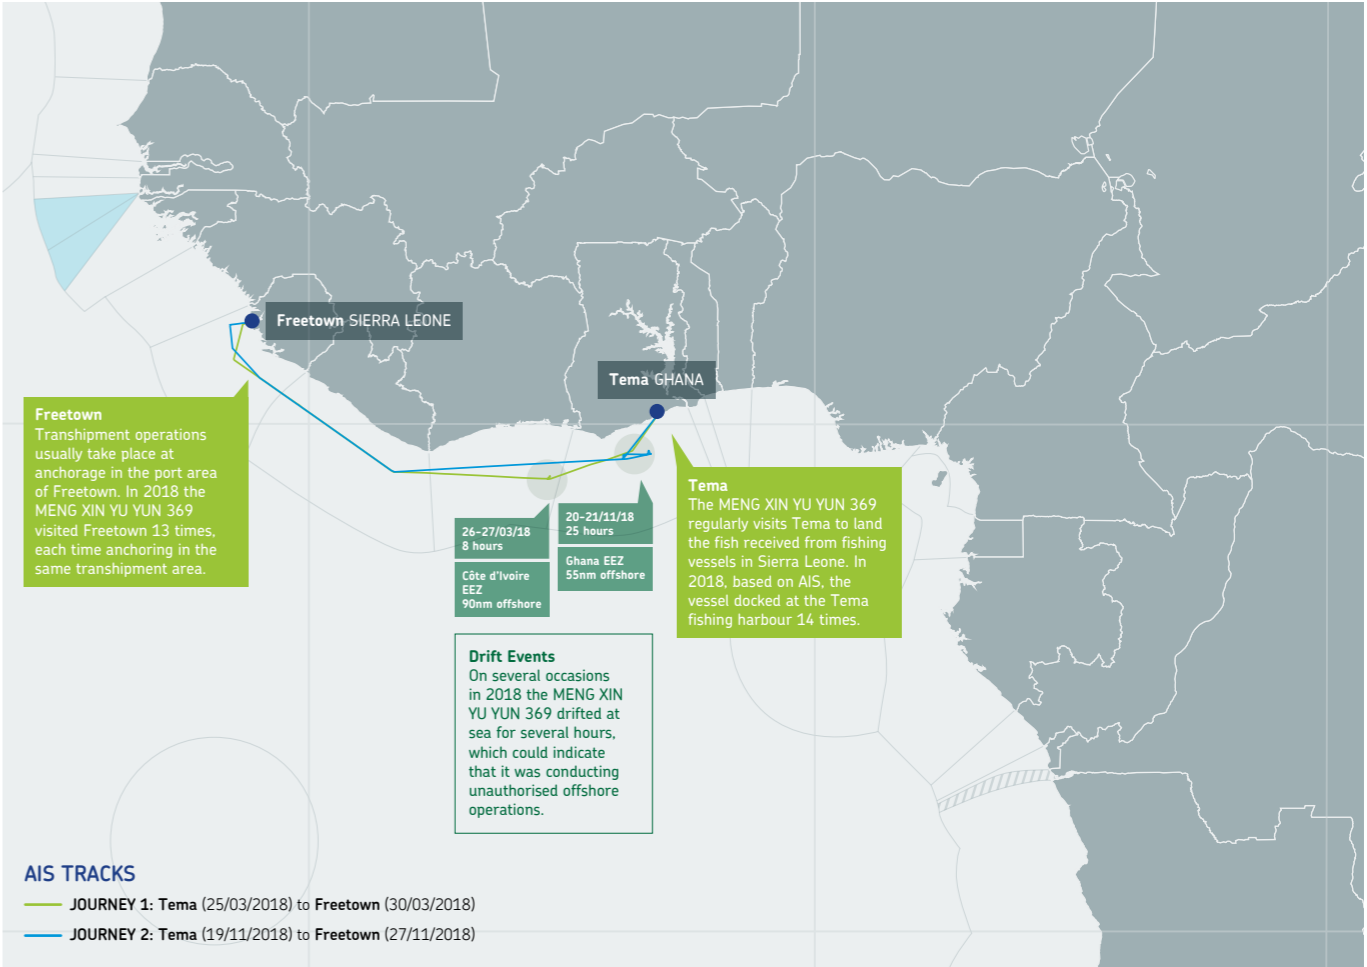 Freetown SIERRA LEONE
Tema GHANA
Freetown
Transhipment operations
usually take place at
anchorage in the port area
of Freetown. In 2018 the
MENG XIN YU YUN 369
visited Freetown 13 times,
each time anchoring in the
same transhipment area.
26-27/03/18
8 hours
Côte d'Ivoire
EEZ
90nm offshore
20-21/11/18
25 hours
Ghana EEZ
55nm offshore
Tema
The MENG XIN YU YUN 369
regularly visits Tema to land
the fish received from fishing
vessels in Sierra Leone. In
2018, based on AIS, the
vessel docked at the Tema
fishing harbour 14 times.
Drift Events
On several occasions
in 2018 the MENG XIN
YU YUN 369 drifted at
sea for several hours,
which could indicate
that it was conducting
unauthorised offshore
operations.
AIS TRACKS
JOURNEY 1: Tema (25/03/2018) to Freetown (30/03/2018)
JOURNEY 2: Tema (19/11/2018) to Freetown (27/11/2018)